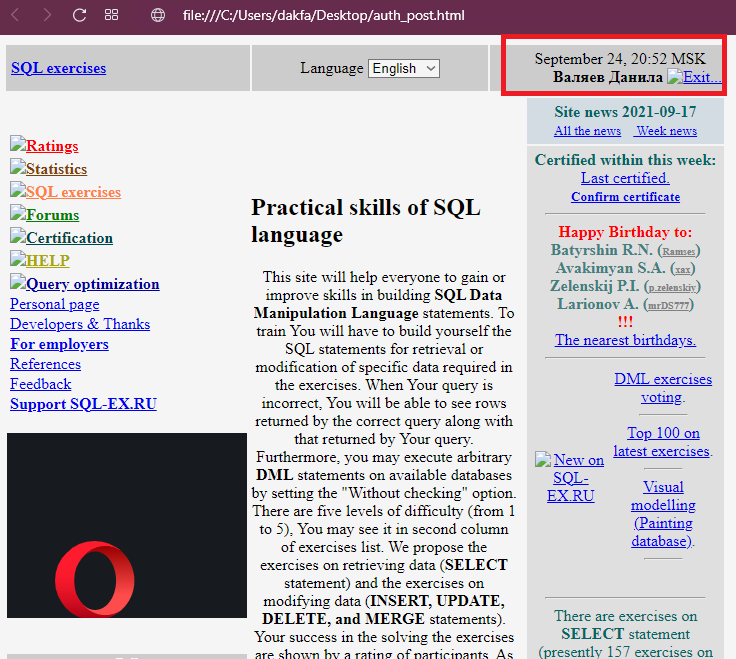 file:///C:/Users/dakfa/Desktop/auth_post.html
SQL exercises
Language English
September 24, 20:52 MSK
Валяев Данила Exit...
Ratings
Statistics
SQL exercises
Forums
Certification
HELP
Query optimization
Personal page
Developers & Thanks
For employers
References
Feedback
Support SQL-EX.RU
Practical skills of SQL
language
This site will help everyone to gain or
improve skills in building SQL Data
Manipulation Language statements. To
train You will have to build yourself the
SQL statements for retrieval or
modification of specific data required in
the exercises. When Your query is
incorrect, You will be able to see rows
returned by the correct query along with
that returned by Your query.
Furthermore, you may execute arbitrary
DML statements on available databases
by setting the "Without checking" option.
There are five levels of difficulty (from 1
to 5), You may see it in second column
of exercises list. We propose the
exercises on retrieving data (SELECT
statement) and the exercises on
modifying data (INSERT, UPDATE,
DELETE, and MERGE statements).
Your success in the solving the exercises
are shown by a rating of participants. As
Site news 2021-09-17
All the news Week news
Certified within this week:
Last certified.
Confirm certificate
Happy Birthday to:
Batyrshin R.N. (Ramses)
Avakimyan S.A. (xax)
Zelenskij P.I. (p.zelenskiy)
Larionov A. (mrDS777)
!!!
The nearest birthdays.
New on
SQL-
EX.RU
DML exercises
voting.
Top 100 on
latest exercises.
Visual
modelling
(Painting
database).
There are exercises on
SELECT statement
(presently 157 exercises on